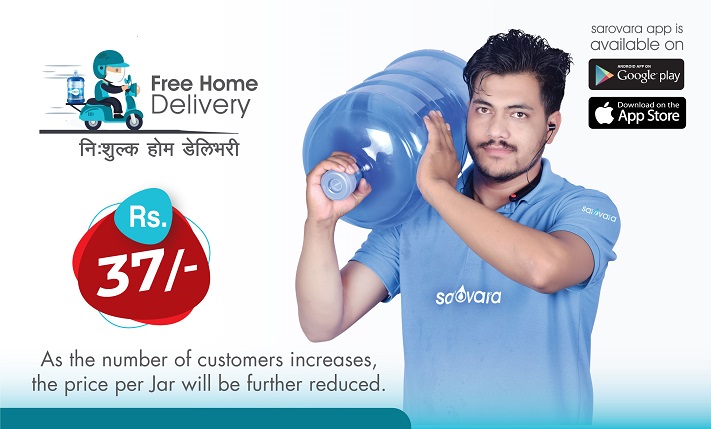 sarovara app is
available on
ANDROID APP ON
Google play
Download on the
App Store
Free Home
Delivery
निःशुल्क होम डेलिभरी
Rs.
37/-
sarovara
sarovara
As the number of customers increases,
the price per Jar will be further reduced.